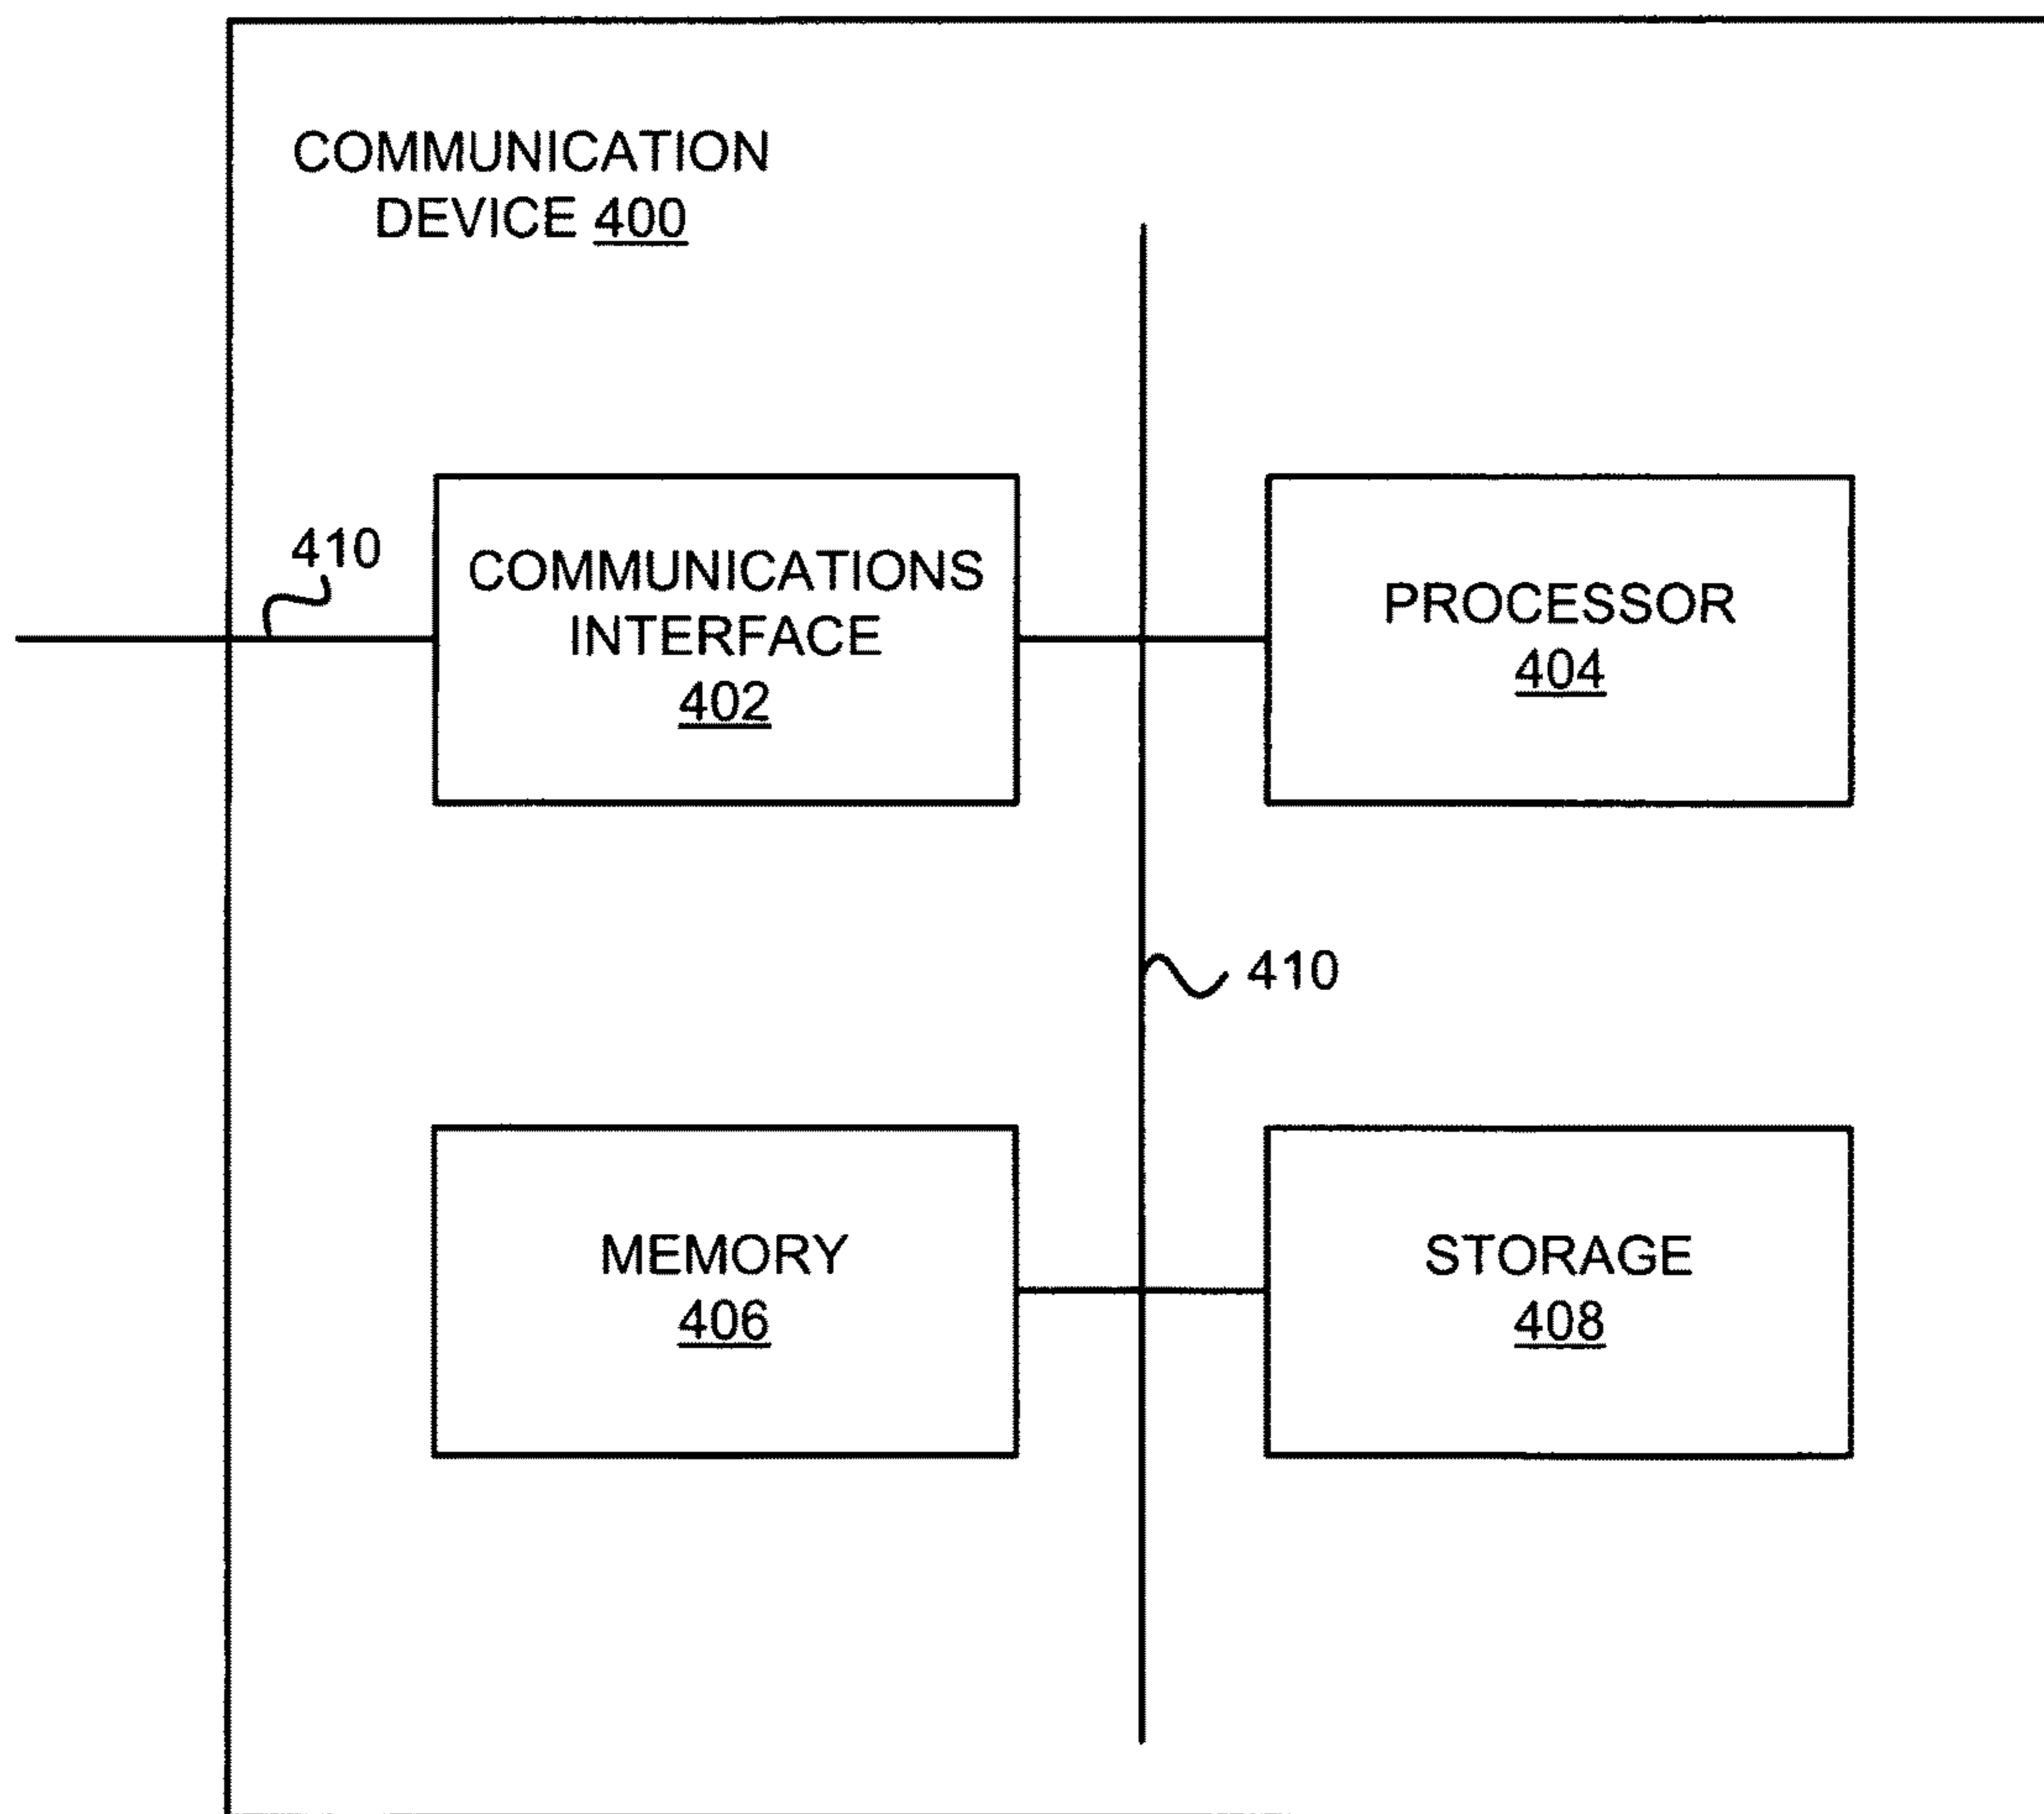 COMMUNICATION
DEVICE 400
410
COMMUNICATIONS
INTERFACE
402
PROCESSOR
404
410
MEMORY
406
STORAGE
408